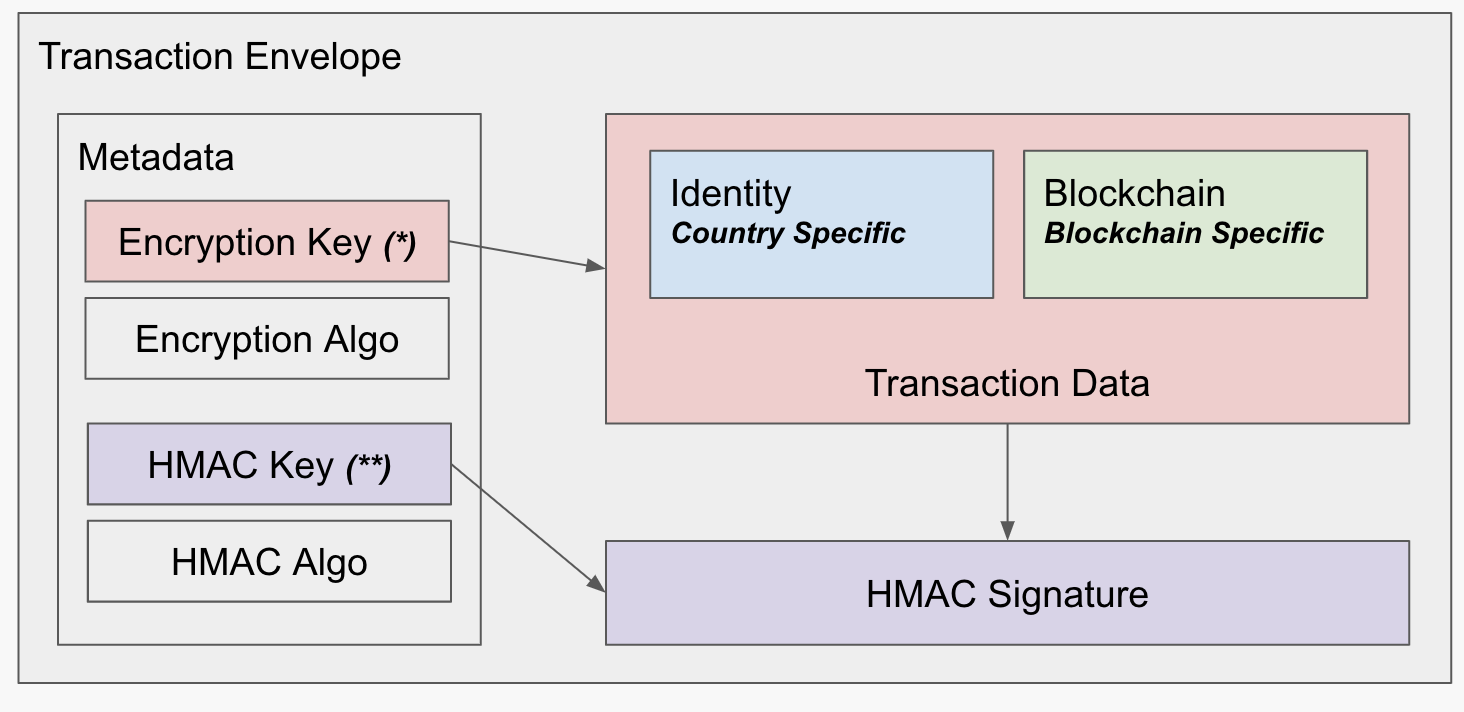 Transaction Envelope
Metadata
Encryption Key (*)
Encryption Algo
HMAC Key (**)
HMAC Algo
Identity
Country Specific
Blockchain
Blockchain Specific
Transaction Data
HMAC Signature